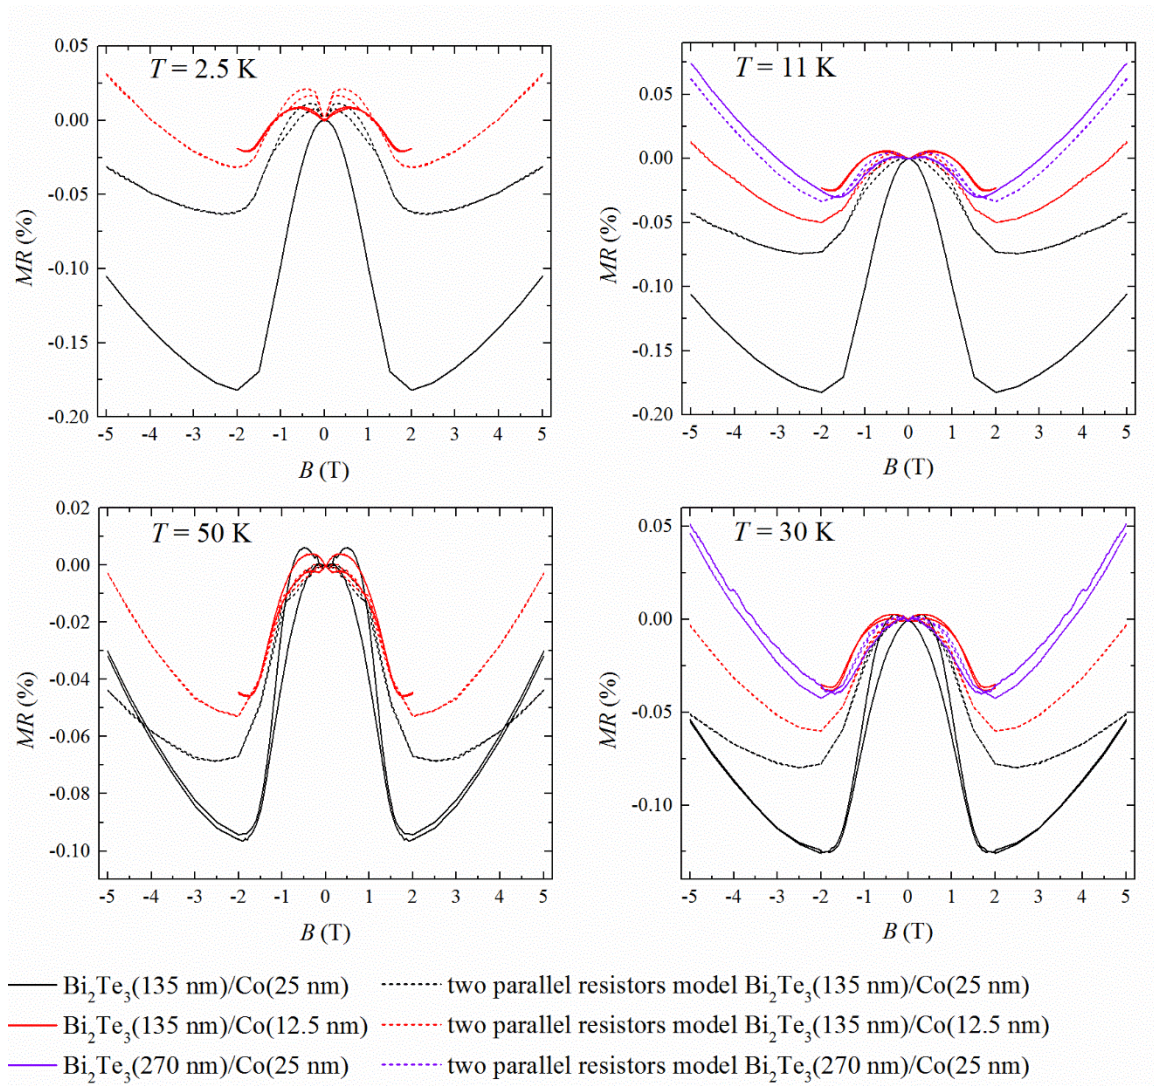 T = 2.5 K
0.05
0.00
-0.05
-0.10
-0.15
-0.20
MR (%)
-5 -4 -3 -2 -1 0 1 2 3 4 5
B (T)
T = 11 K
0.05
0.00
-0.05
-0.10
-0.15
-0.20
MR (%)
-5 -4 -3 -2 -1 0 1 2 3 4 5
B (T)
T = 50 K
0.02
0.00
-0.02
-0.04
-0.06
-0.08
-0.10
MR (%)
-5 -4 -3 -2 -1 0 1 2 3 4 5
B (T)
T = 30 K
0.05
0.00
-0.05
-0.10
MR (%)
-5 -4 -3 -2 -1 0 1 2 3 4 5
B (T)
Bi₂Te₃(135 nm)/Co(25 nm)
two parallel resistors model Bi₂Te₃(135 nm)/Co(25 nm)
Bi₂Te₃(135 nm)/Co(12.5 nm)
two parallel resistors model Bi₂Te₃(135 nm)/Co(12.5 nm)
Bi₂Te₃(270 nm)/Co(25 nm)
two parallel resistors model Bi₂Te₃(270 nm)/Co(25 nm)